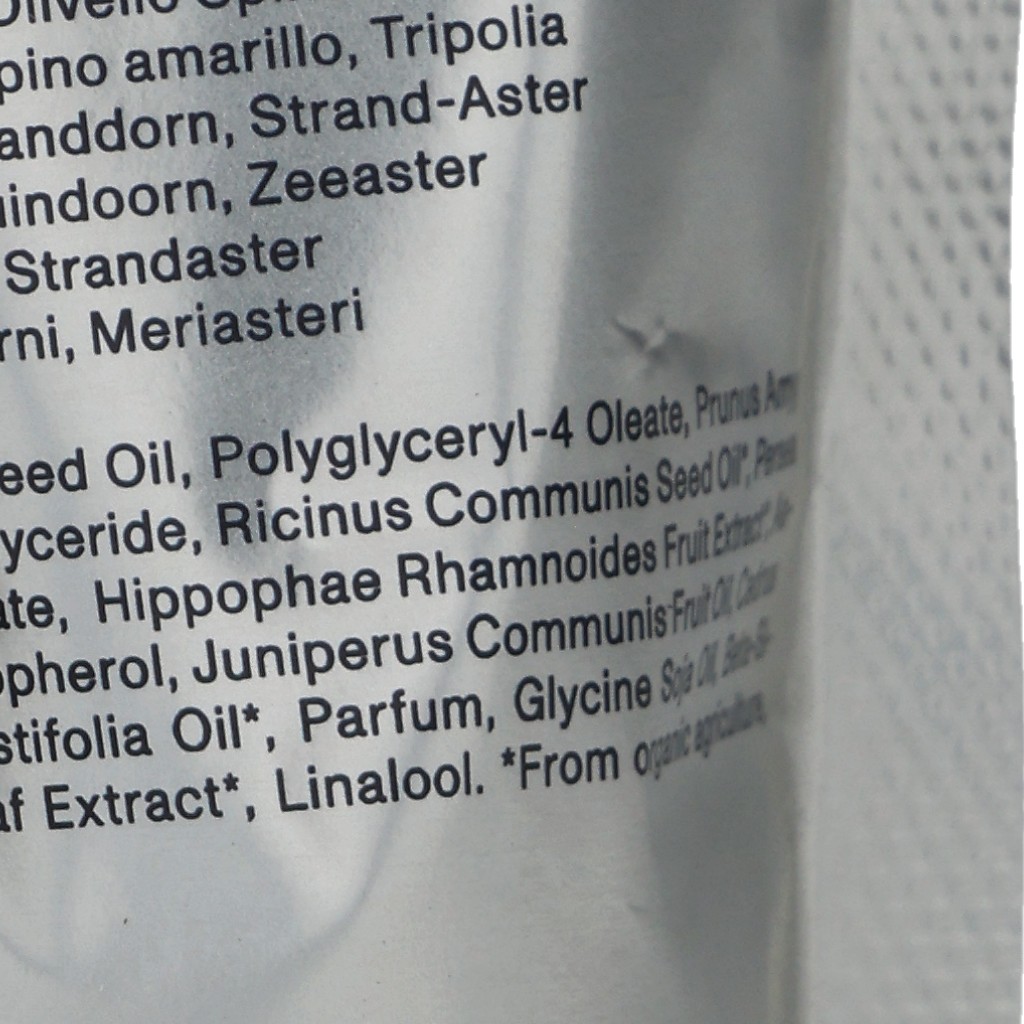 pino amarillo, Tripolia
anddorn, Strand-Aster
indoorn, Zeeaster
Strandaster
rni, Meriasteri
eed Oil, Polyglyceryl-4 Oleate, Prunus Am
yceride, Ricinus Communis Seed Oil*,
ate, Hippophae Rhamnoides Fruit Extract*,
opherol, Juniperus Communis Fruit Oil,
stifolia Oil*, Parfum, Glycine Soja Oil,
af Extract*, Linalool. *From organic agriculture,